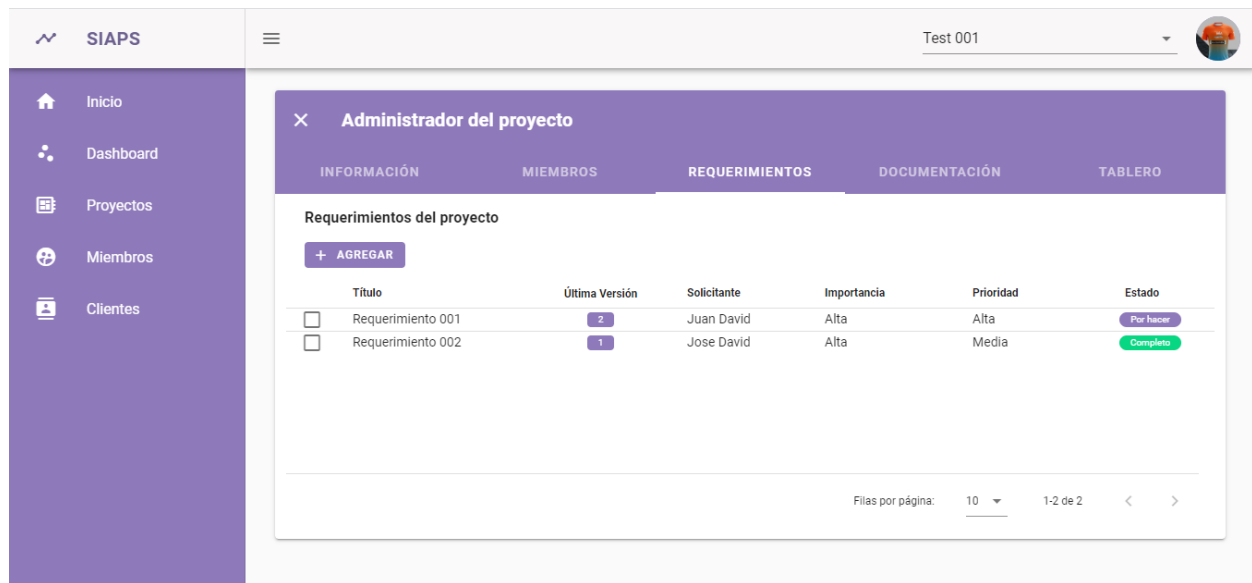 SIAPS
Test 001
Inicio
Dashboard
Proyectos
Miembros
Clientes
Administrador del proyecto
INFORMACIÓN MIEMBROS REQUERIMIENTOS DOCUMENTACIÓN TABLERO
Requerimientos del proyecto
+ AGREGAR
Título Última Versión Solicitante Importancia Prioridad Estado
Requerimiento 001 2 Juan David Alta Alta Por hacer
Requerimiento 002 1 Jose David Alta Media Completo
Filas por página: 10 1-2 de 2